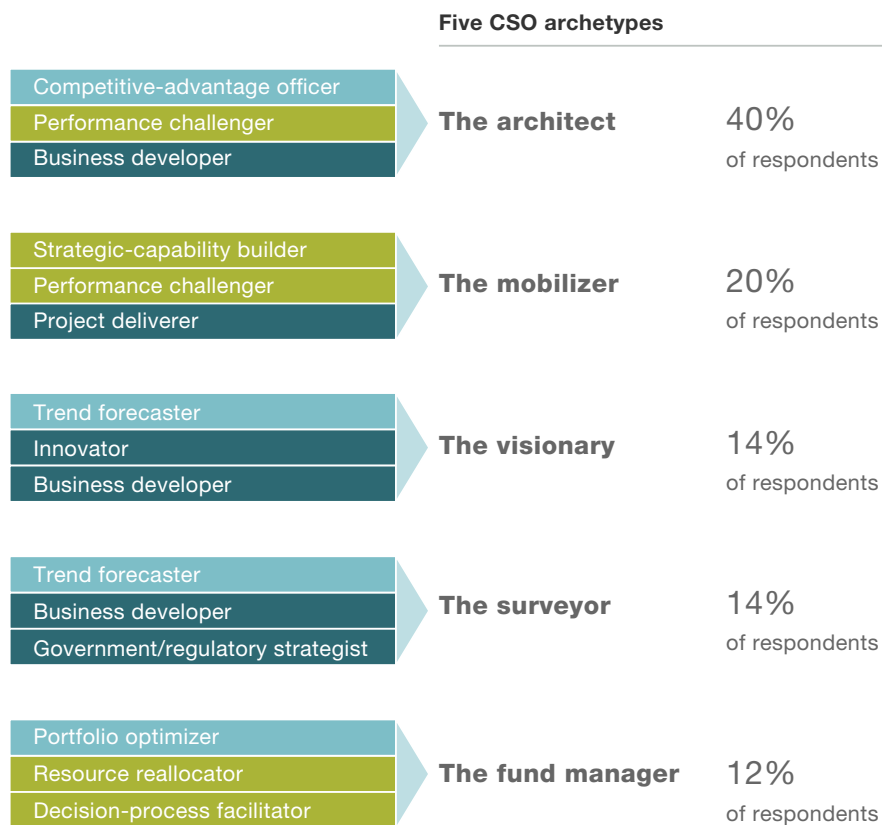 Five CSO archetypes
Competitive-advantage officer
Performance challenger
Business developer
The architect
40%
of respondents
Strategic-capability builder
Performance challenger
Project deliverer
The mobilizer
20%
of respondents
Trend forecaster
Innovator
Business developer
The visionary
14%
of respondents
Trend forecaster
Business developer
Government/regulatory strategist
The surveyor
14%
of respondents
Portfolio optimizer
Resource reallocator
Decision-process facilitator
The fund manager
12%
of respondents